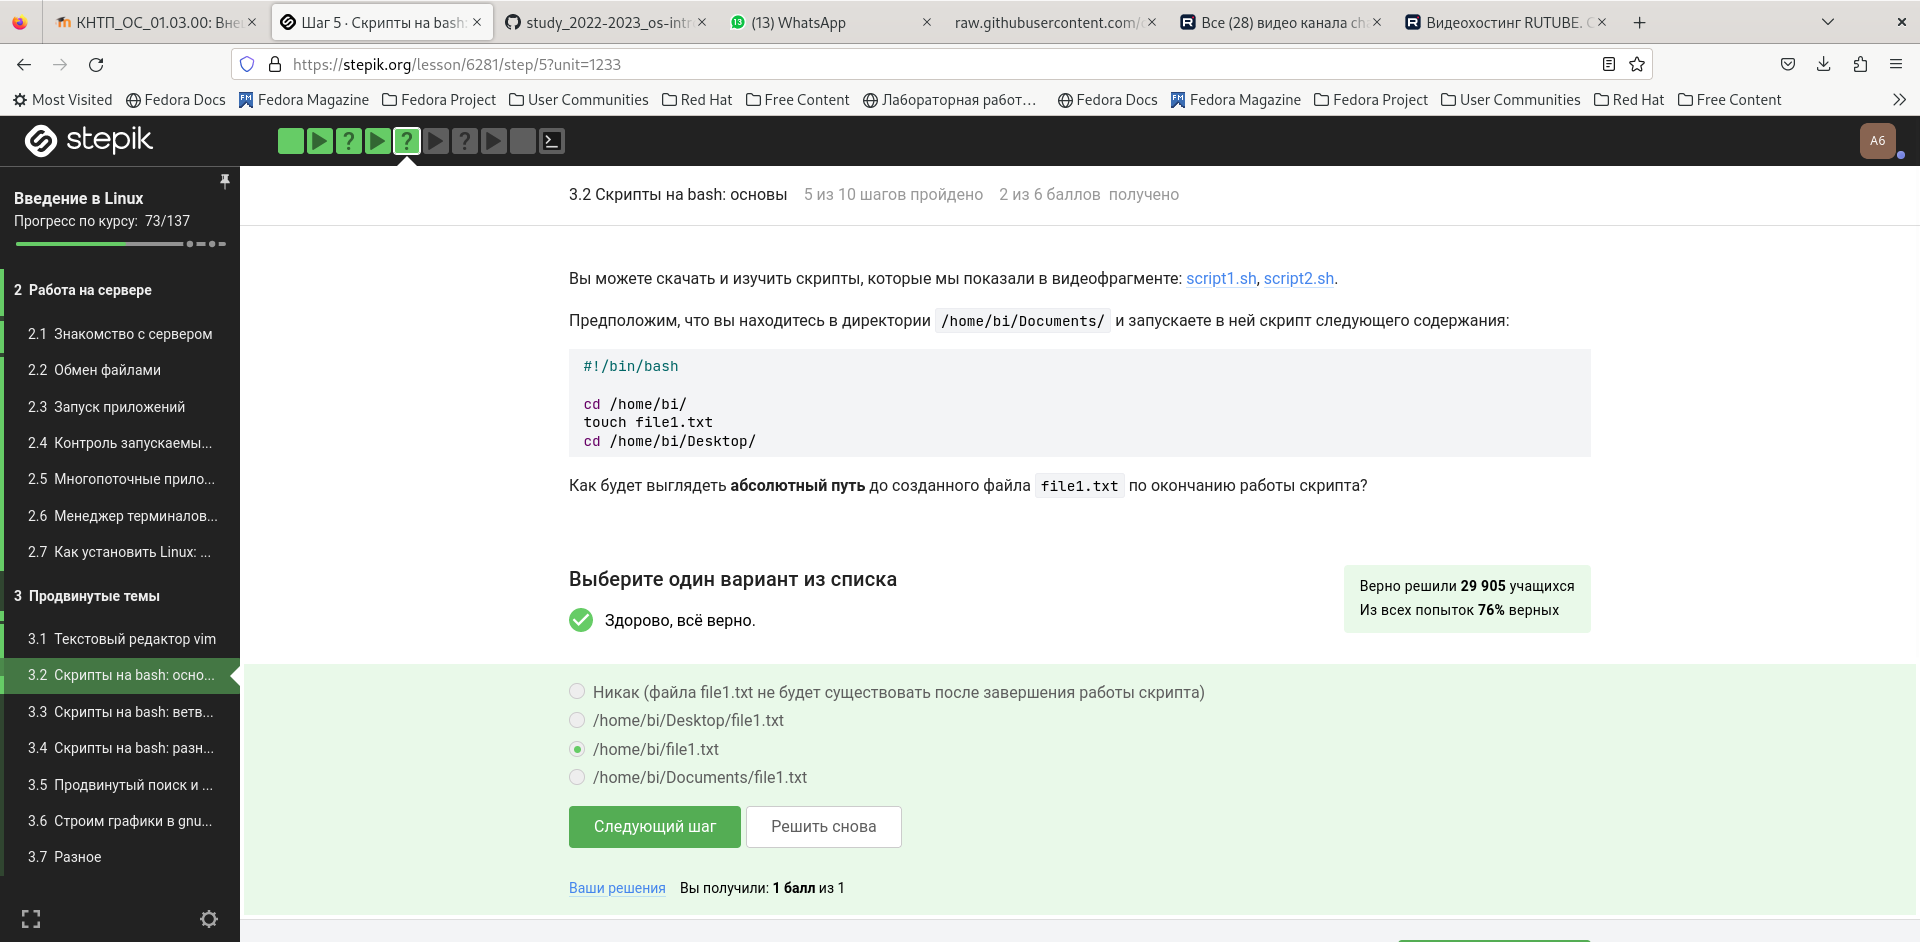 КНТП_ОС_01.03.00: Вне
Шаг 5 · Скрипты на bash:
study_2022-2023_os-intr
13
(13) WhatsApp
raw.githubusercontent.com/
Все (28) видео канала
Видеохостинг RUTUBE.
https://stepik.org/lesson/6281/step/5?unit=1233
Most Visited
Fedora Docs
Fedora Magazine
Fedora Project
User Communities
Red Hat
Free Content
Лабораторная работ…
Fedora Docs
Fedora Magazine
Fedora Project
User Communities
Red Hat
Free Content
stepik
? ? ?
A6
Введение в Linux
Прогресс по курсу: 73/137
2 Работа на сервере
2.1 Знакомство с сервером
2.2 Обмен файлами
2.3 Запуск приложений
2.4 Контроль запускаемы...
2.5 Многопоточные прило...
2.6 Менеджер терминалов...
2.7 Как установить Linux: ...
3 Продвинутые темы
3.1 Текстовый редактор vim
3.2 Скрипты на bash: осно...
3.3 Скрипты на bash: ветв...
3.4 Скрипты на bash: разн...
3.5 Продвинутый поиск и ...
3.6 Строим графики в gnu...
3.7 Разное
3.2 Скрипты на bash: основы 5 из 10 шагов пройдено 2 из 6 баллов получено
Вы можете скачать и изучить скрипты, которые мы показали в видеофрагменте: script1.sh, script2.sh.
Предположим, что вы находитесь в директории /home/bi/Documents/ и запускаете в ней скрипт следующего содержания:
#!/bin/bash
cd /home/bi/
touch file1.txt
cd /home/bi/Desktop/
Как будет выглядеть абсолютный путь до созданного файла file1.txt по окончанию работы скрипта?
Выберите один вариант из списка
Здорово, всё верно.
Верно решили 29 905 учащихся
Из всех попыток 76% верных
Никак (файла file1.txt не будет существовать после завершения работы скрипта)
/home/bi/Desktop/file1.txt
/home/bi/file1.txt
/home/bi/Documents/file1.txt
Следующий шаг
Решить снова
Ваши решения Вы получили: 1 балл из 1